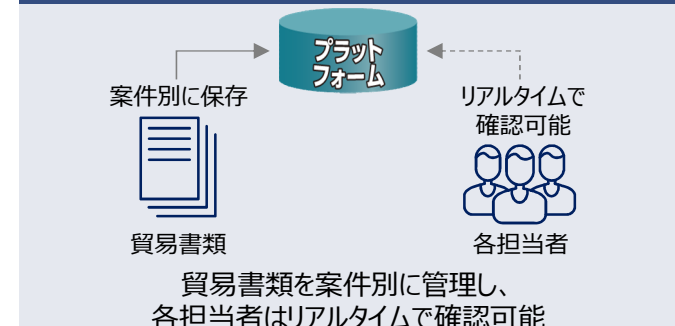 プラット
フォーム
案件別に保存
リアルタイムで
確認可能
貿易書類
各担当者
貿易書類を案件別に管理し、
各担当者はリアルタイムで確認可能